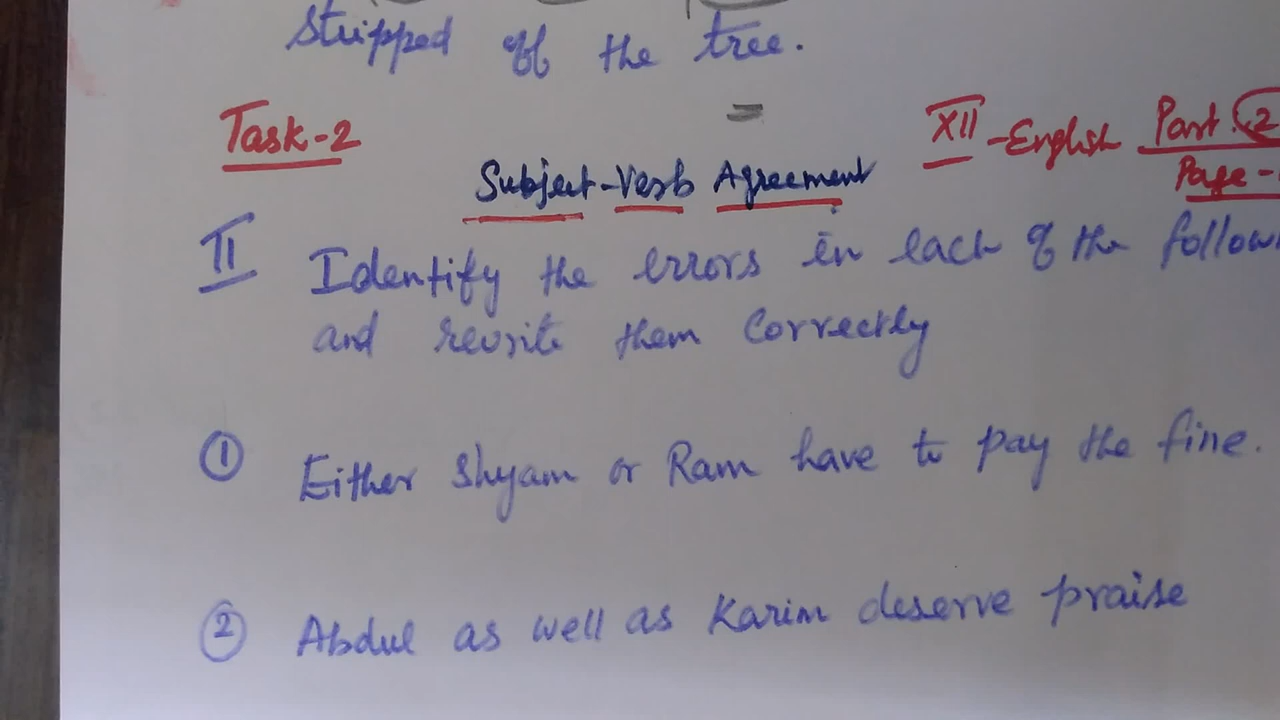 stripped off the tree.
=
Task-2
XII - English Part 2
Page -
Subject-Verb Agreement
II Identify the errors in each of the follow
and rewrite them correctly
① Either Shyam or Ram have to pay the fine.
② Abdul as well as Karim deserve praise